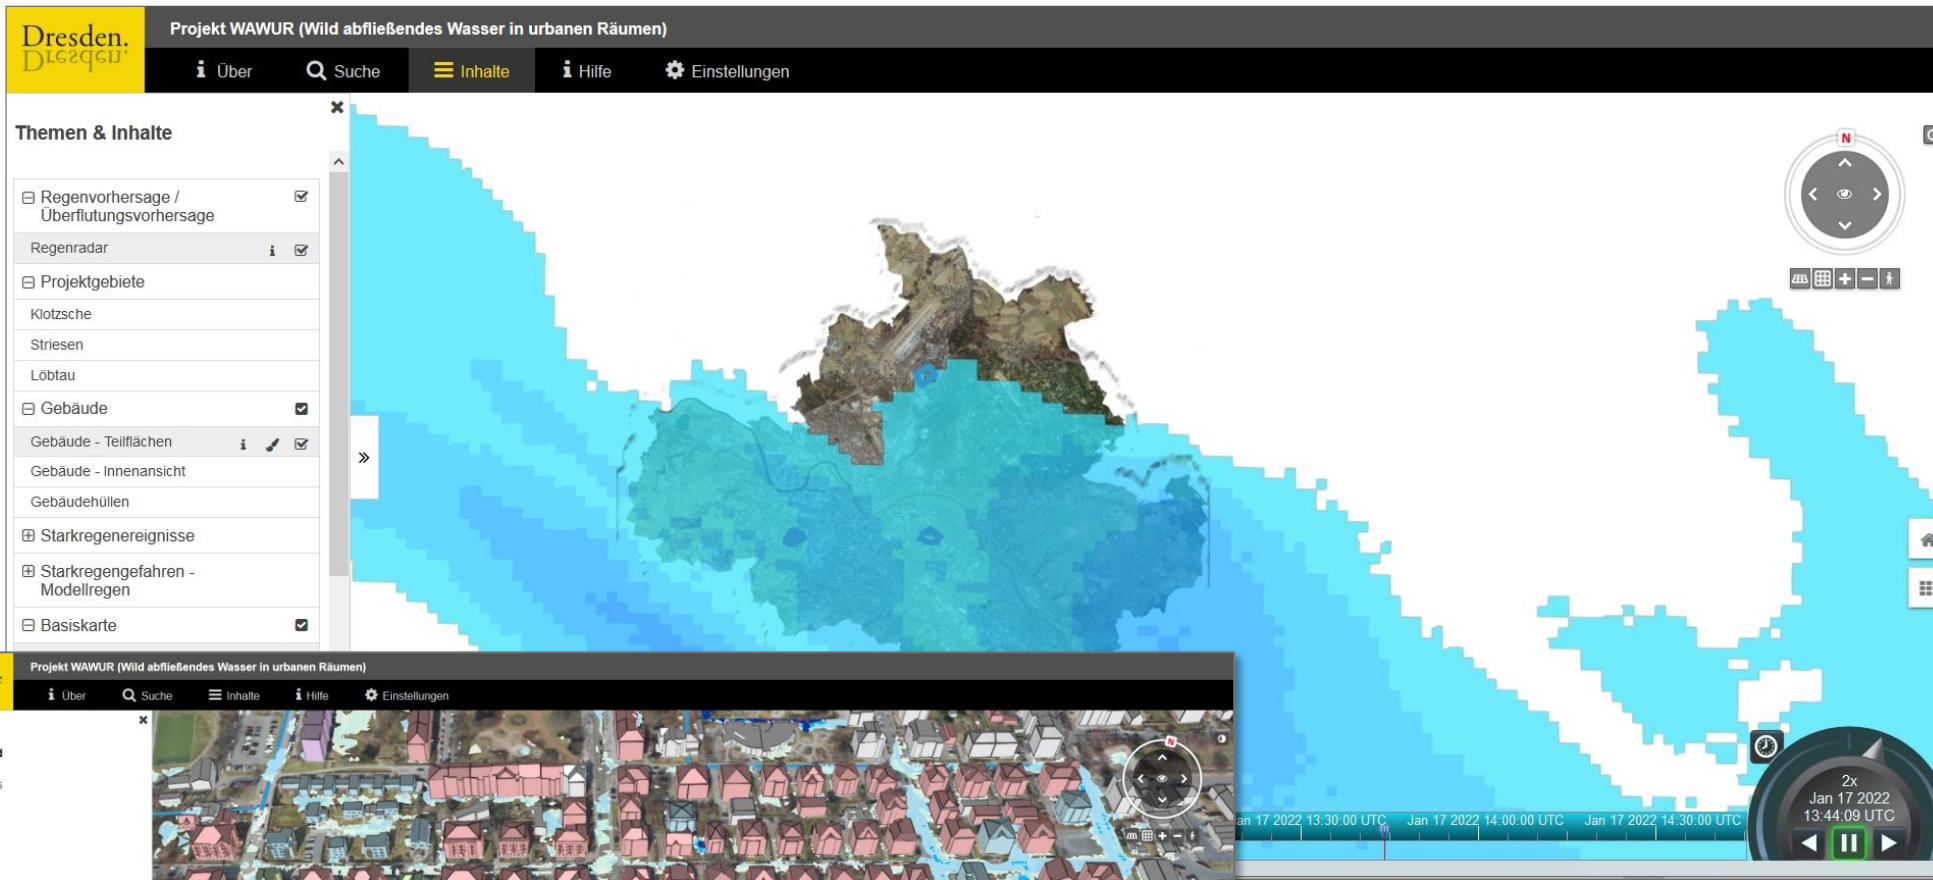 Dresden.
Dresden.
Projekt WAWUR (Wild abfließendes Wasser in urbanen Räumen)
Über
Suche
Inhalte
Hilfe
Einstellungen
Themen & Inhalte
Regenvorhersage /
Überflutungsvorhersage
Regenradar
Projektgebiete
Klotzsche
Striesen
Löbtau
Gebäude
Gebäude - Teilflächen
Gebäude - Innenansicht
Gebäudehüllen
Starkregenereignisse
Starkregengefahren -
Modellregen
Basiskarte
N
Projekt WAWUR (Wild abfließendes Wasser in urbanen Räumen)
Über
Suche
Inhalte
Hilfe
Einstellungen
N
an 17 2022 13:30:00 UTC
Jan 17 2022 14:00:00 UTC
Jan 17 2022 14:30:00 UTC
2x
Jan 17 2022
13:44:09 UTC